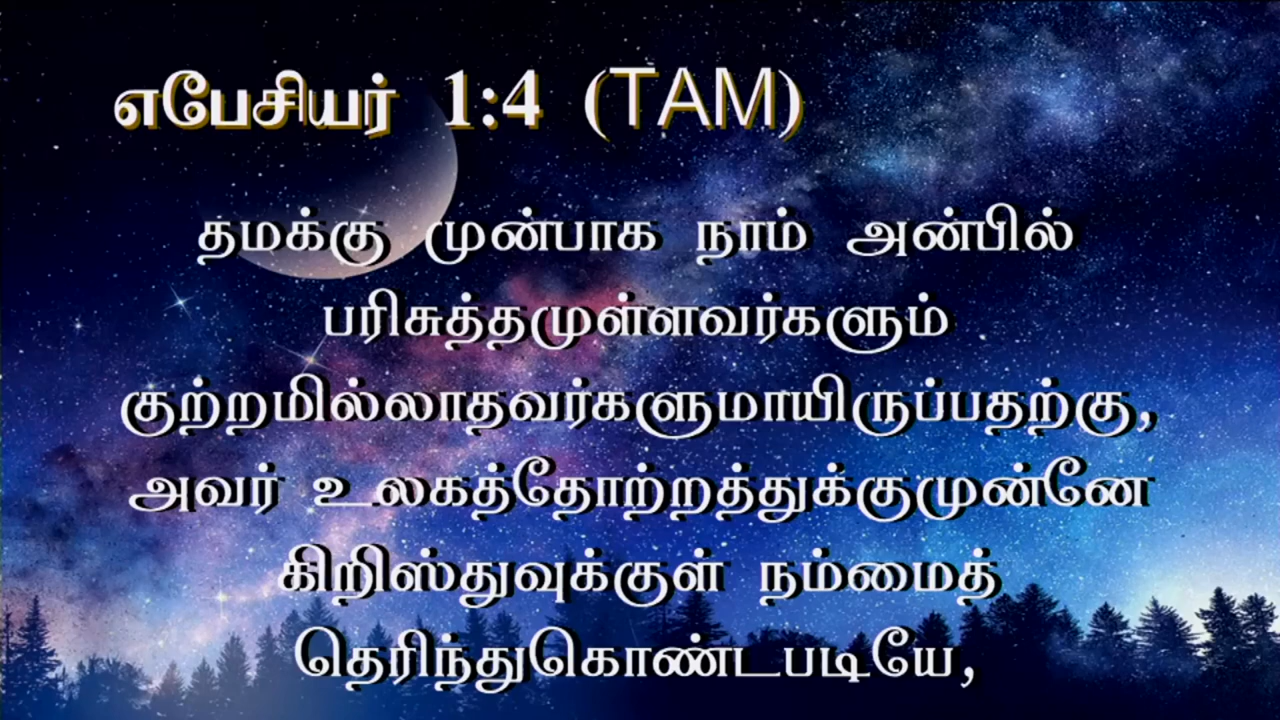 எபேசியர் 1:4 (TAM)
தமக்கு முன்பாக நாம் அன்பில்
பரிசுத்தமுள்ளவர்களும்
குற்றமில்லாதவர்களுமாயிருப்பதற்கு,
அவர் உலகத்தோற்றத்துக்குமுன்னே
கிறிஸ்துவுக்குள் நம்மைத்
தெரிந்துகொண்டபடியே,